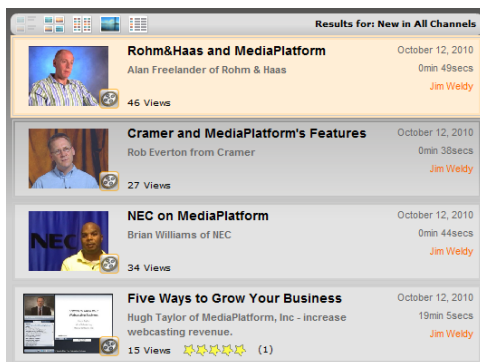 Results for: New in All Channels
Rohm&Haas and MediaPlatform
October 12, 2010
Alan Freelander of Rohm & Haas
0min 49secs
Jim Weldy
46 Views
Cramer and MediaPlatform's Features
October 12, 2010
Rob Everton from Cramer
0min 38secs
Jim Weldy
27 Views
NEC on MediaPlatform
October 12, 2010
Brian Williams of NEC
0min 44secs
NEC
Jim Weldy
34 Views
Five Ways to Grow Your Business
October 12, 2010
Hugh Taylor of MediaPlatform, Inc - increase
19min 5secs
webcasting revenue.
Jim Weldy
15 Views (1)